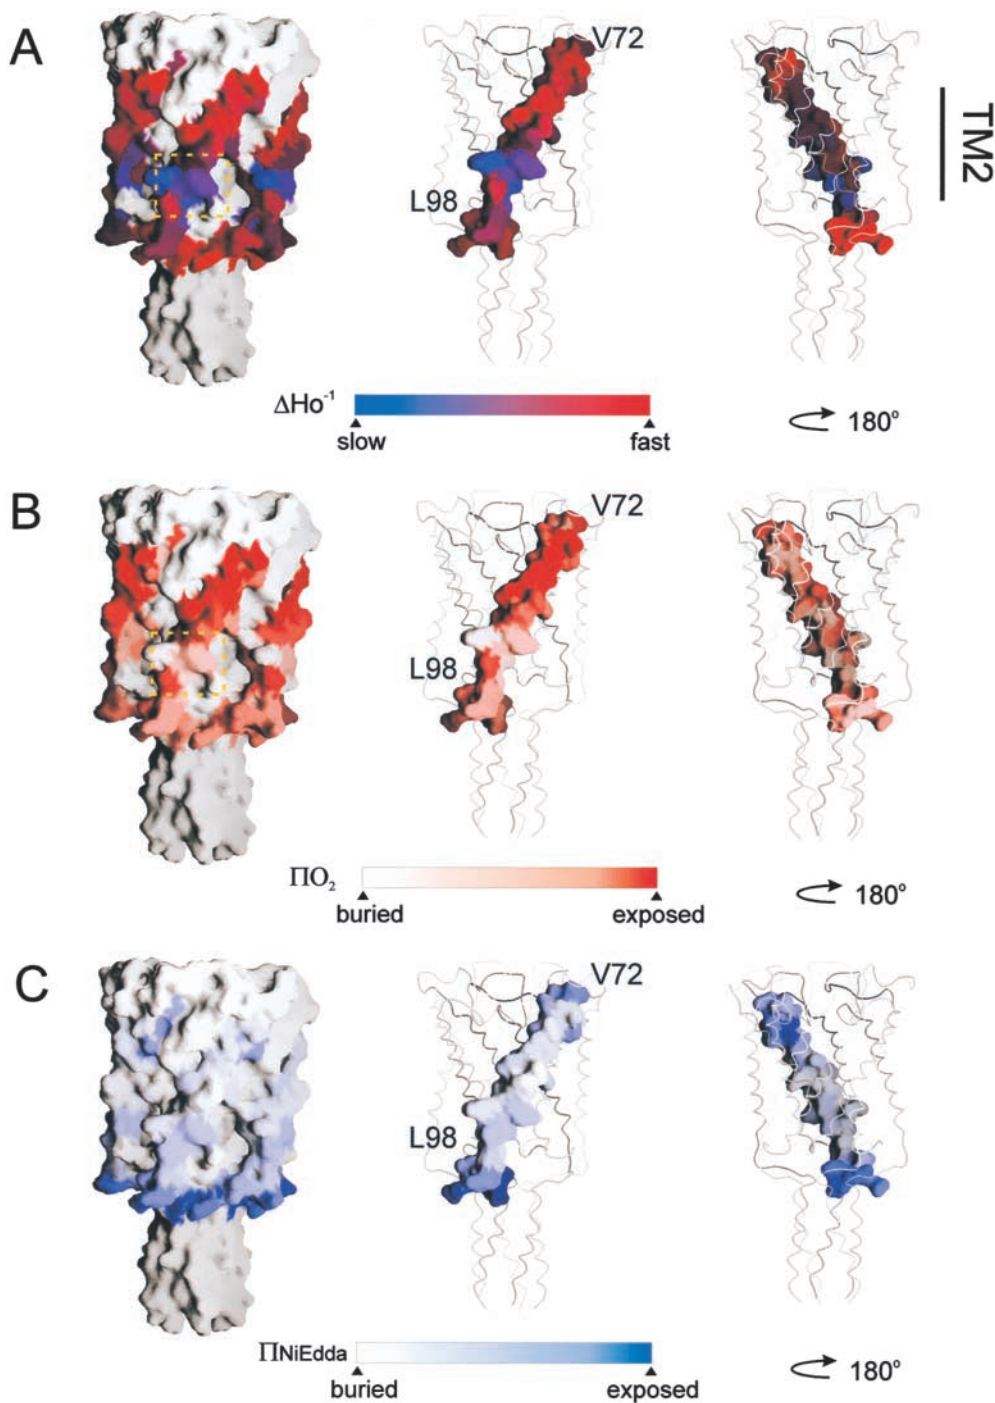 A
V72
L98
TM2
ΔHo⁻¹
slow
fast
180°
B
V72
L98
ΠO₂
buried
exposed
180°
C
V72
L98
ΠNiEdda
buried
exposed
180°